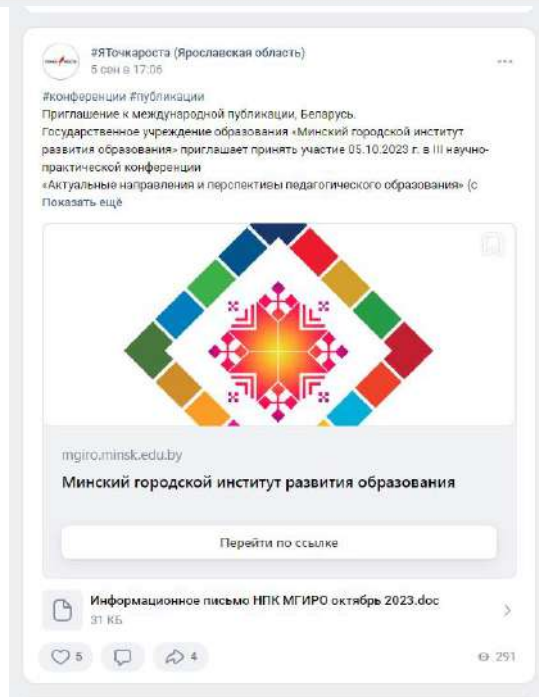 #ЯТочкароста (Ярославская область)
5 сен в 17:06
#конференции #публикации
Приглашение к международной публикации, Беларусь.
Государственное учреждение образования «Минский городской институт
развития образования» приглашает принять участие 05.10.2023 г. в III научно-
практической конференции
«Актуальные направления и перспективы педагогического образования» (с
Показать ещё
mgiro.minsk.edu.by
Минский городской институт развития образования
Перейти по ссылке
Информационное письмо НПК МГИРО октябрь 2023.doc
31 КБ
5
4
291